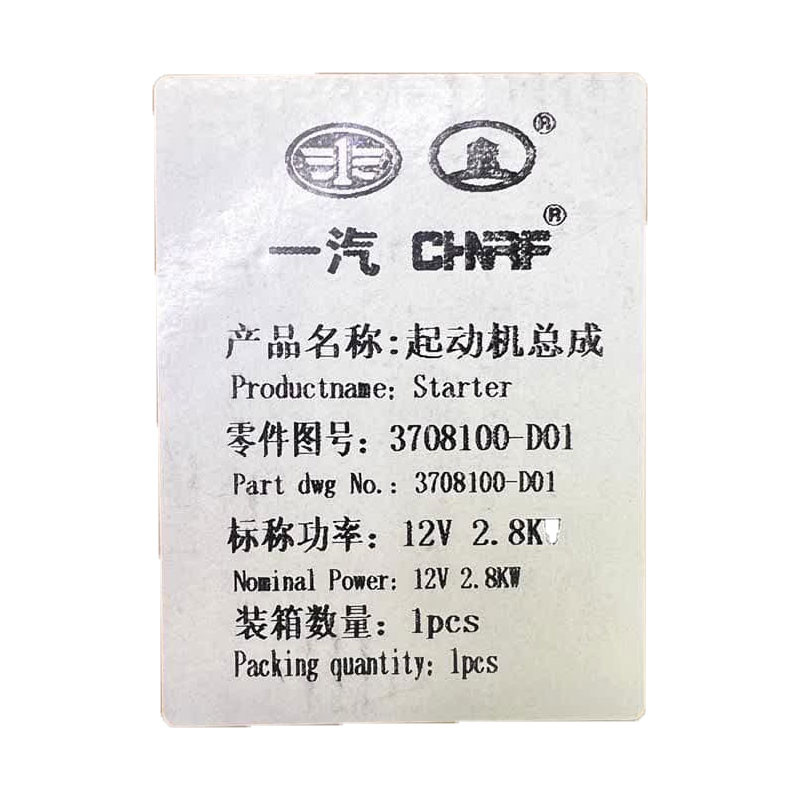 ® 
一汽 CHNRF®
产品名称:起动机总成
Productname: Starter
零件图号: 3708100-D01
Part dwg No.: 3708100-D01
标称功率: 12V 2.8KW
Nominal Power: 12V 2.8KW
装箱数量: 1pcs
Packing quantity: 1pcs